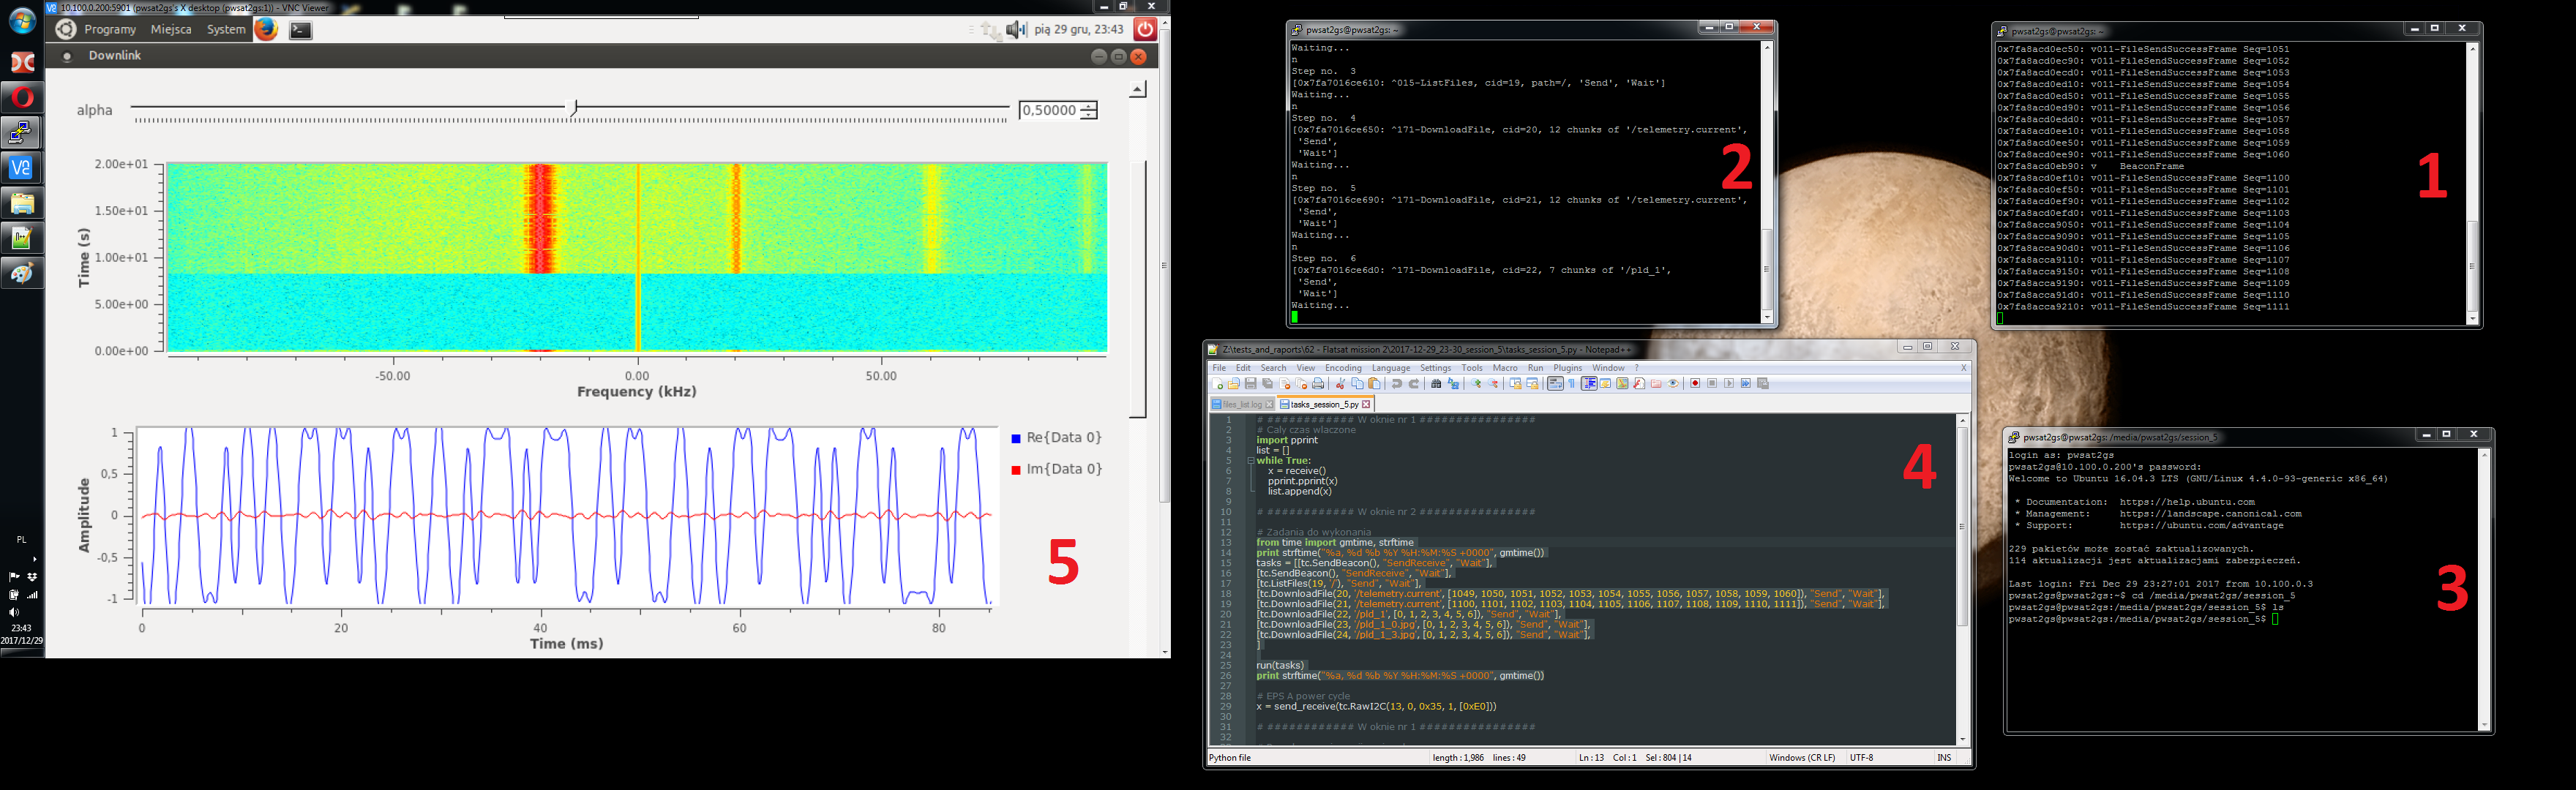 10.100.0.200:5901 (pwsat2gs's X desktop (pwsat2gs:1)) - VNC Viewer
Programy Miejsca System
pią 29 gru, 23:43
Downlink
alpha
0,50000
2.00e+01
1.50e+01
1.00e+01
5.00e+00
0.00e+00
Time (s)
-50.00 0.00 50.00
Frequency (kHz)
1
0,5
0
-0,5
-1
Amplitude
Re{Data 0}
Im{Data 0}
0 20 40 60 80
Time (ms)
5
PL
23:43
2017/12/29
pwsat2gs@pwsat2gs: ~
Waiting...
n
Step no.  3
[0x7fa7016ce610: ^015-ListFiles, cid=19, path=/, 'Send', 'Wait']
Waiting...
n
Step no.  4
[0x7fa7016ce650: ^171-DownloadFile, cid=20, 12 chunks of '/telemetry.current',
'Send',
'Wait']
Waiting...
n
Step no.  5
[0x7fa7016ce690: ^171-DownloadFile, cid=21, 12 chunks of '/telemetry.current',
'Send',
'Wait']
Waiting...
n
Step no.  6
[0x7fa7016ce6d0: ^171-DownloadFile, cid=22, 7 chunks of '/pld_1',
'Send',
'Wait']
Waiting...
2
pwsat2gs@pwsat2gs: ~
0x7fa8acd0ec50: v011-FileSendSuccessFrame Seq=1051
0x7fa8acd0ec90: v011-FileSendSuccessFrame Seq=1052
0x7fa8acd0ecd0: v011-FileSendSuccessFrame Seq=1053
0x7fa8acd0ed10: v011-FileSendSuccessFrame Seq=1054
0x7fa8acd0ed50: v011-FileSendSuccessFrame Seq=1055
0x7fa8acd0ed90: v011-FileSendSuccessFrame Seq=1056
0x7fa8acd0edd0: v011-FileSendSuccessFrame Seq=1057
0x7fa8acd0ee10: v011-FileSendSuccessFrame Seq=1058
0x7fa8acd0ee50: v011-FileSendSuccessFrame Seq=1059
0x7fa8acd0ee90: v011-FileSendSuccessFrame Seq=1060
0x7fa8acd0eb90: v    BeaconFrame
0x7fa8acd0ef10: v011-FileSendSuccessFrame Seq=1100
0x7fa8acd0ef50: v011-FileSendSuccessFrame Seq=1101
0x7fa8acd0ef90: v011-FileSendSuccessFrame Seq=1102
0x7fa8acd0efd0: v011-FileSendSuccessFrame Seq=1103
0x7fa8acca9050: v011-FileSendSuccessFrame Seq=1104
0x7fa8acca9090: v011-FileSendSuccessFrame Seq=1105
0x7fa8acca90d0: v011-FileSendSuccessFrame Seq=1106
0x7fa8acca9110: v011-FileSendSuccessFrame Seq=1107
0x7fa8acca9150: v011-FileSendSuccessFrame Seq=1108
0x7fa8acca9190: v011-FileSendSuccessFrame Seq=1109
0x7fa8acca91d0: v011-FileSendSuccessFrame Seq=1110
0x7fa8acca9210: v011-FileSendSuccessFrame Seq=1111
1
Z:\tests_and_raports\62 - Flatsat mission 2\2017-12-29_23-30_session_5\tasks_session_5.py - Notepad++
File Edit Search View Encoding Language Settings Tools Macro Run Plugins Window ? X
Nes_list.log tasks_session_5.py
1 # ############ W oknie nr 1 ################
2 # Caly czas wlaczone
3 import pprint
4 list = []
5 while True:
6 x = receive()
7 pprint.pprint(x)
8 list.append(x)
9
10 # ############ W oknie nr 2 ################
11
12 # Zadania do wykonania
13 from time import gmtime, strftime
14 print strftime("%a, %d %b %Y %H:%M:%S +0000", gmtime())
15 tasks = [[tc.SendBeacon(), "SendReceive", "Wait"],
16 [tc.SendBeacon(), "SendReceive", "Wait"],
17 [tc.ListFiles(19, '/'), "Send", "Wait"],
18 [tc.DownloadFile(20, '/telemetry.current', [1049, 1050, 1051, 1052, 1053, 1054, 1055, 1056, 1057, 1058, 1059, 1060]), "Send", "Wait"],
19 [tc.DownloadFile(21, '/telemetry.current', [1100, 1101, 1102, 1103, 1104, 1105, 1106, 1107, 1108, 1109, 1110, 1111]), "Send", "Wait"],
20 [tc.DownloadFile(22, '/pld_1', [0, 1, 2, 3, 4, 5, 6]), "Send", "Wait"],
21 [tc.DownloadFile(23, '/pld_1_0.jpg', [0, 1, 2, 3, 4, 5, 6]), "Send", "Wait"],
22 [tc.DownloadFile(24, '/pld_1_3.jpg', [0, 1, 2, 3, 4, 5, 6]), "Send", "Wait"],
23 ]
24
25 run(tasks)
26 print strftime("%a, %d %b %Y %H:%M:%S +0000", gmtime())
27
28 # EPS A power cycle
29 x = send_receive(tc.RawI2C(13, 0, 0x35, 1, [0xE0]))
30
31 # ############ W oknie nr 1 ################
32
4
Python file length : 1,986 lines : 49 Ln : 13 Col : 1 Sel : 804 | 14 Windows (CR LF) UTF-8 INS
pwsat2gs@pwsat2gs: /media/pwsat2gs/session_5
login as: pwsat2gs
pwsat2gs@10.100.0.200's password:
Welcome to Ubuntu 16.04.3 LTS (GNU/Linux 4.4.0-93-generic x86_64)
* Documentation:  https://help.ubuntu.com
* Management:     https://landscape.canonical.com
* Support:        https://ubuntu.com/advantage
229 pakietów może zostać zaktualizowanych.
114 aktualizacji jest aktualizacjami zabezpieczeń.
Last login: Fri Dec 29 23:27:01 2017 from 10.100.0.3
pwsat2gs@pwsat2gs:~$ cd /media/pwsat2gs/session_5
pwsat2gs@pwsat2gs:/media/pwsat2gs/session_5$ ls
pwsat2gs@pwsat2gs:/media/pwsat2gs/session_5$
3